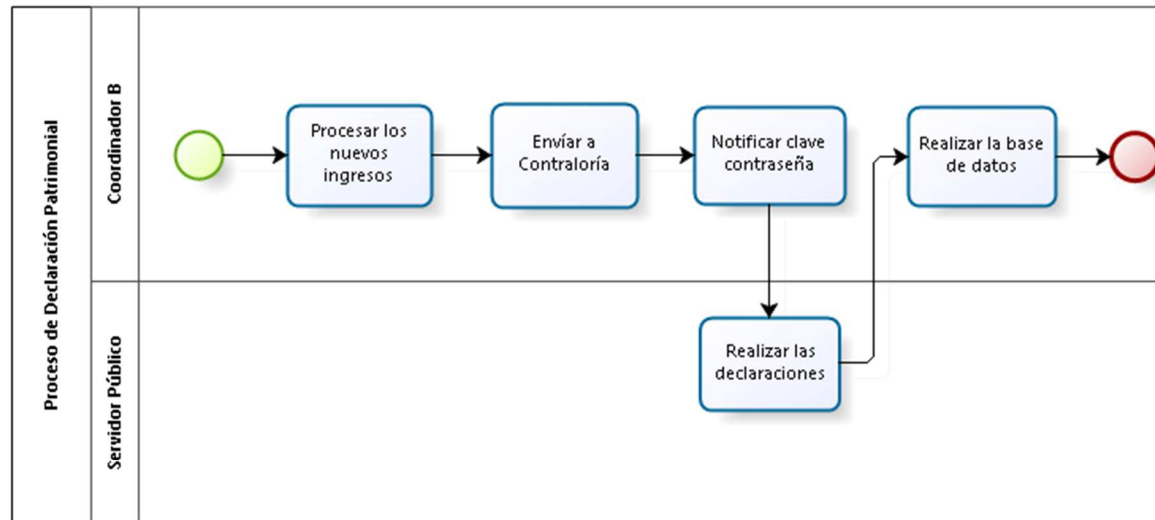 Proceso de Declaración Patrimonial
Coordinador B
Procesar los
nuevos
ingresos
Envíar a
Contraloría
Notificar clave
contraseña
Realizar la base
de datos
Servidor Público
Realizar las
declaraciones